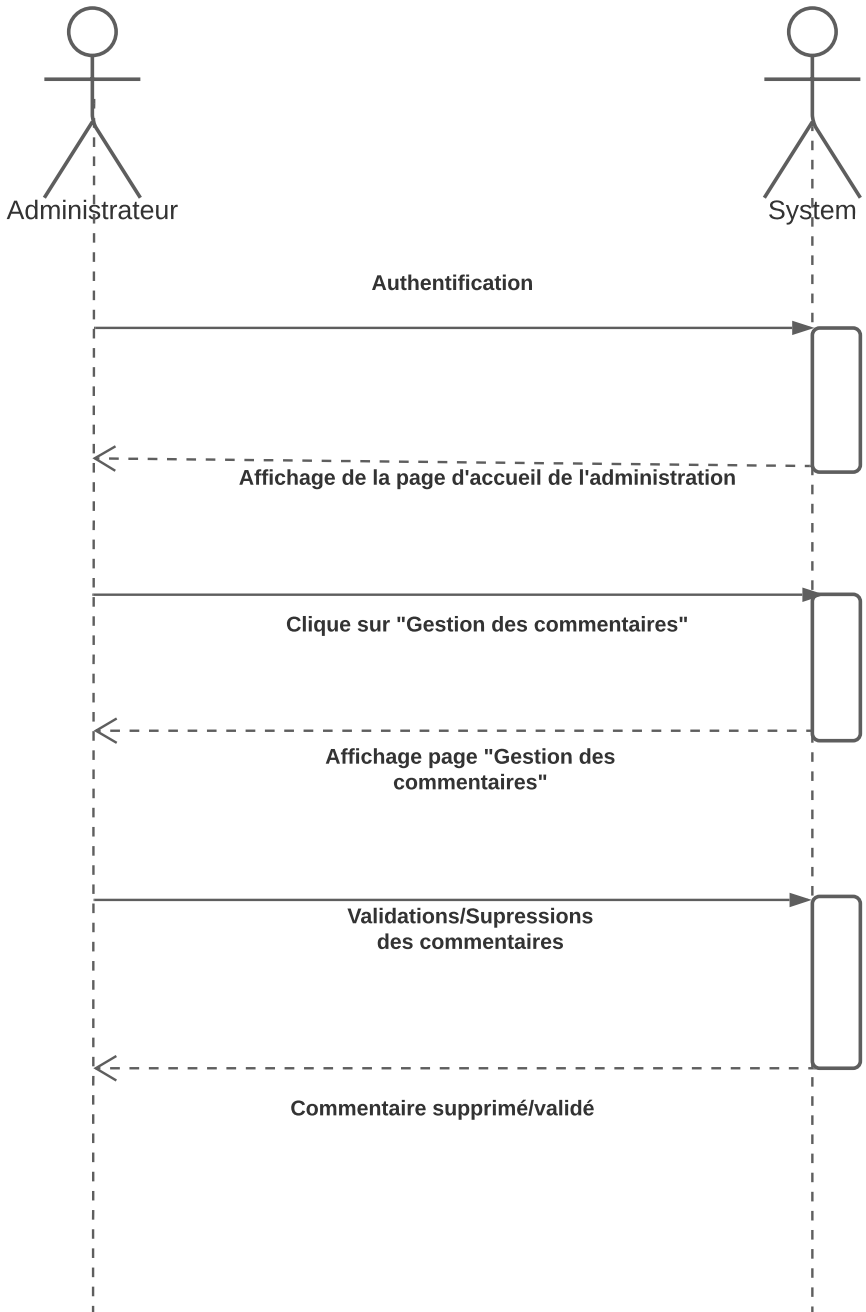 Administrateur
System
Authentification
Affichage de la page d'accueil de l'administration
Clique sur "Gestion des commentaires"
Affichage page "Gestion des
commentaires"
Validations/Supressions
des commentaires
Commentaire supprimé/validé